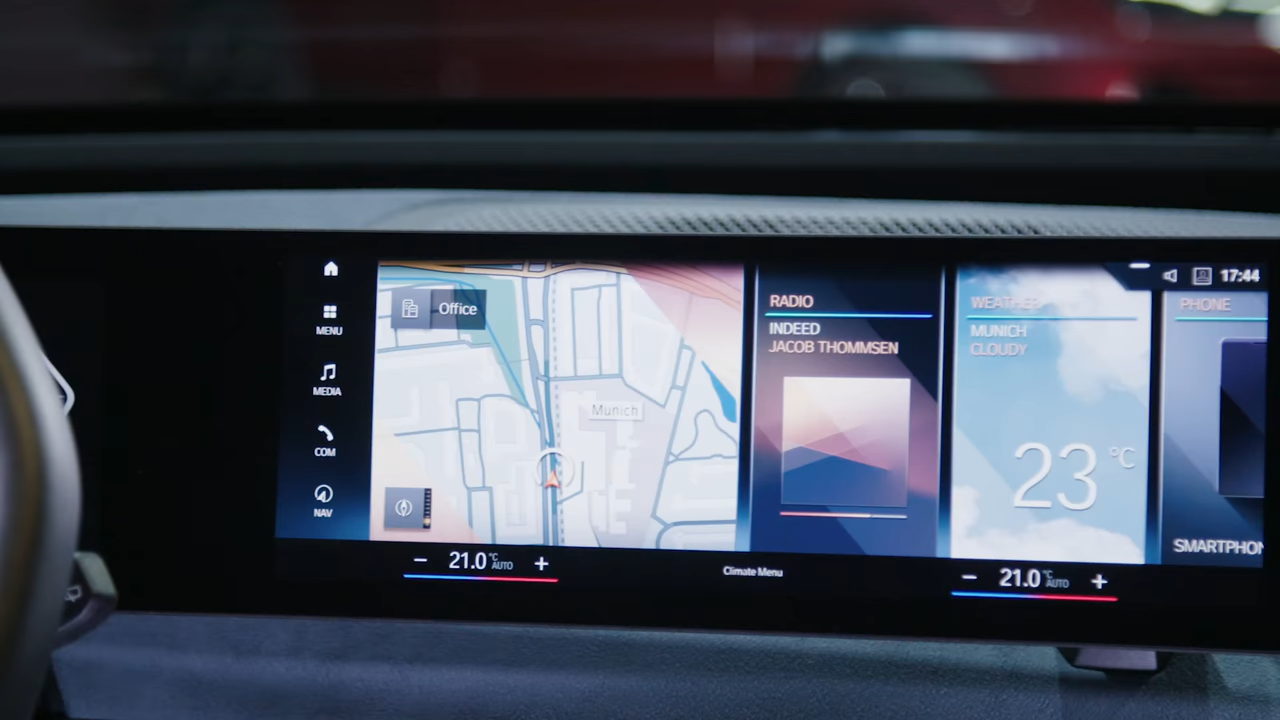 17:44
MENU
MEDIA
COM
NAV
Office
Munich
RADIO
INDEED
JACOB THOMMSEN
WEATHER
MUNICH
CLOUDY
23 °C
PHONE
SMARTPHON
− 21.0 °C AUTO +
Climate Menu
− 21.0 °C AUTO +